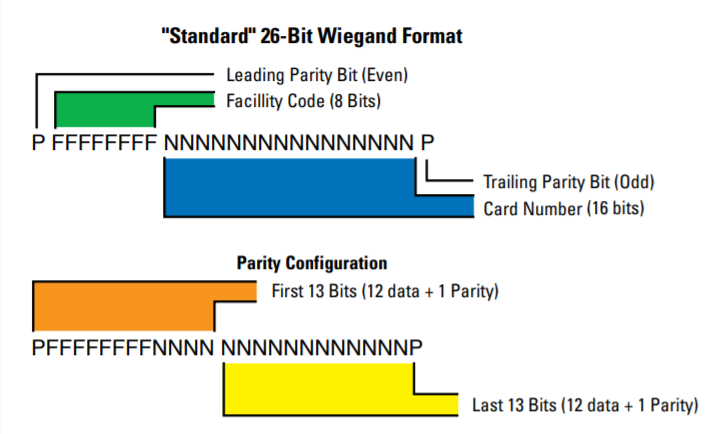 "Standard" 26-Bit Wiegand Format
Leading Parity Bit (Even)
Facillity Code (8 Bits)
P FFFFFFFF NNNNNNNNNNNNNNNN P
Trailing Parity Bit (Odd)
Card Number (16 bits)
Parity Configuration
First 13 Bits (12 data + 1 Parity)
PFFFFFFFFNNNN NNNNNNNNNNNNP
Last 13 Bits (12 data + 1 Parity)